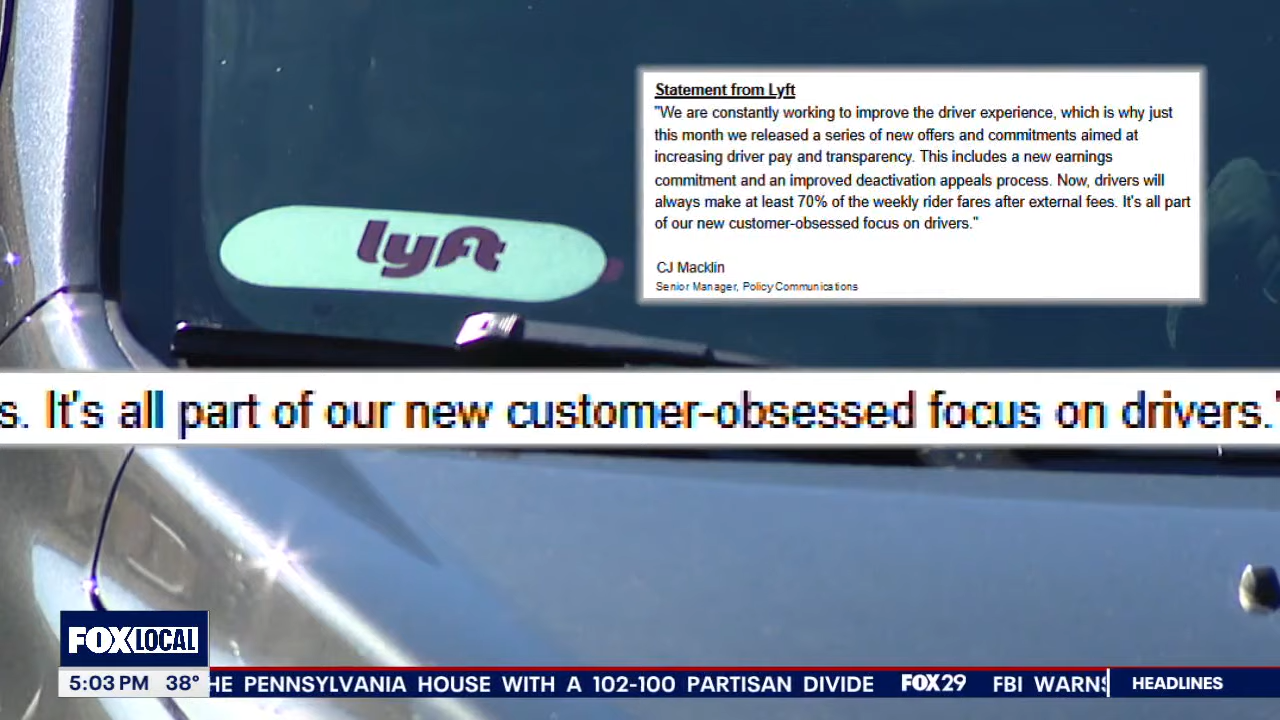 Statement from Lyft
"We are constantly working to improve the driver experience, which is why just
this month we released a series of new offers and commitments aimed at
increasing driver pay and transparency. This includes a new earnings
commitment and an improved deactivation appeals process. Now, drivers will
always make at least 70% of the weekly rider fares after external fees. It's all part
of our new customer-obsessed focus on drivers."
CJ Macklin
Senior Manager, Policy Communications
lyft
s. It's all part of our new customer-obsessed focus on drivers."
FOX LOCAL
5:03 PM 38° HE PENNSYLVANIA HOUSE WITH A 102-100 PARTISAN DIVIDE FOX 29 FBI WARNS HEADLINES